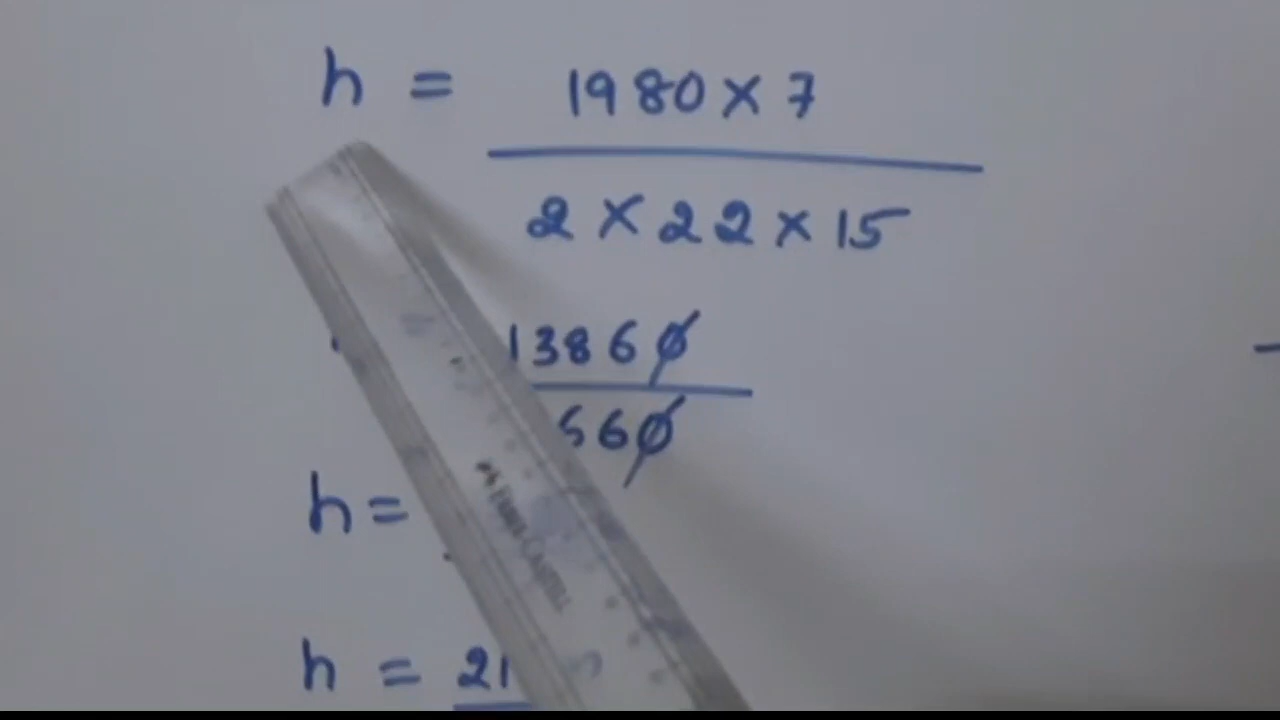 h = 1980 × 7
2 × 22 × 15
13860
660
h =
h = 21